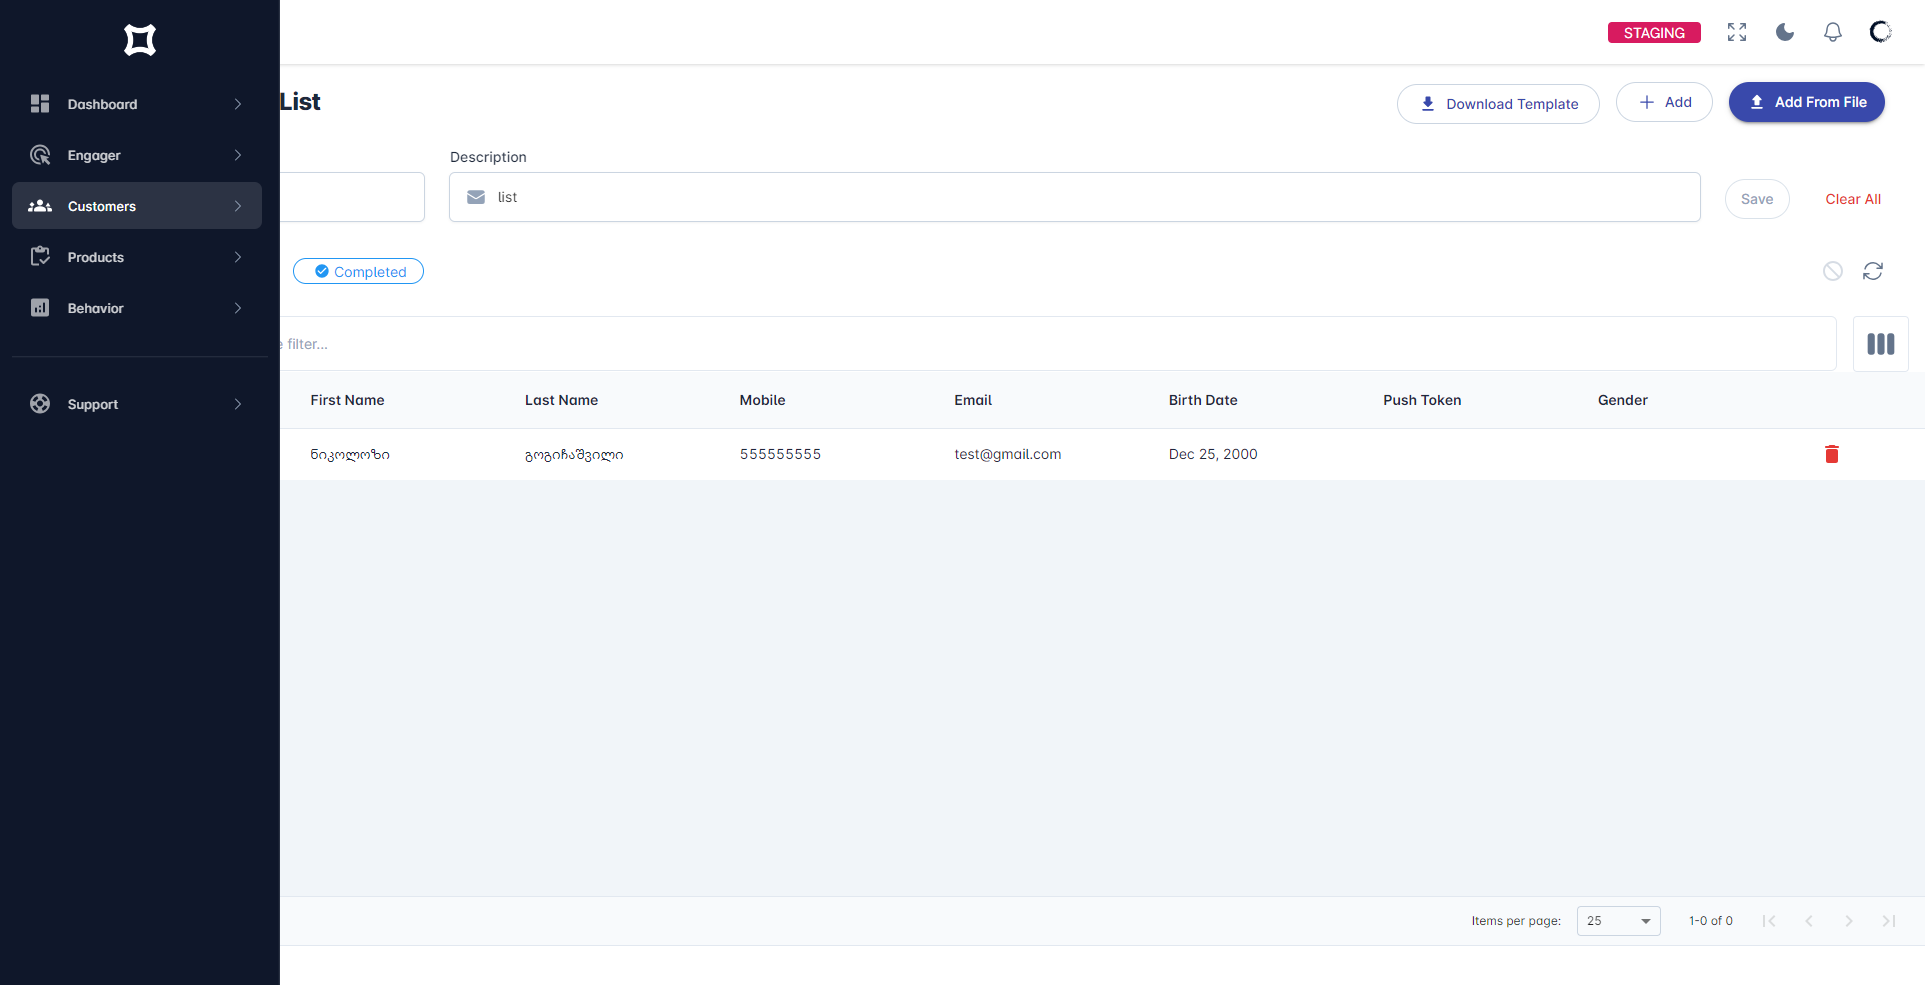 STAGING
Dashboard
Engager
Customers
Products
Behavior
Support
List
Download Template
Add
Add From File
Description
list
Save
Clear All
Completed
filter...
First Name Last Name Mobile Email Birth Date Push Token Gender
ნიკოლოზი გოგიჩაშვილი 555555555 test@gmail.com Dec 25, 2000
Items per page: 25 1-0 of 0